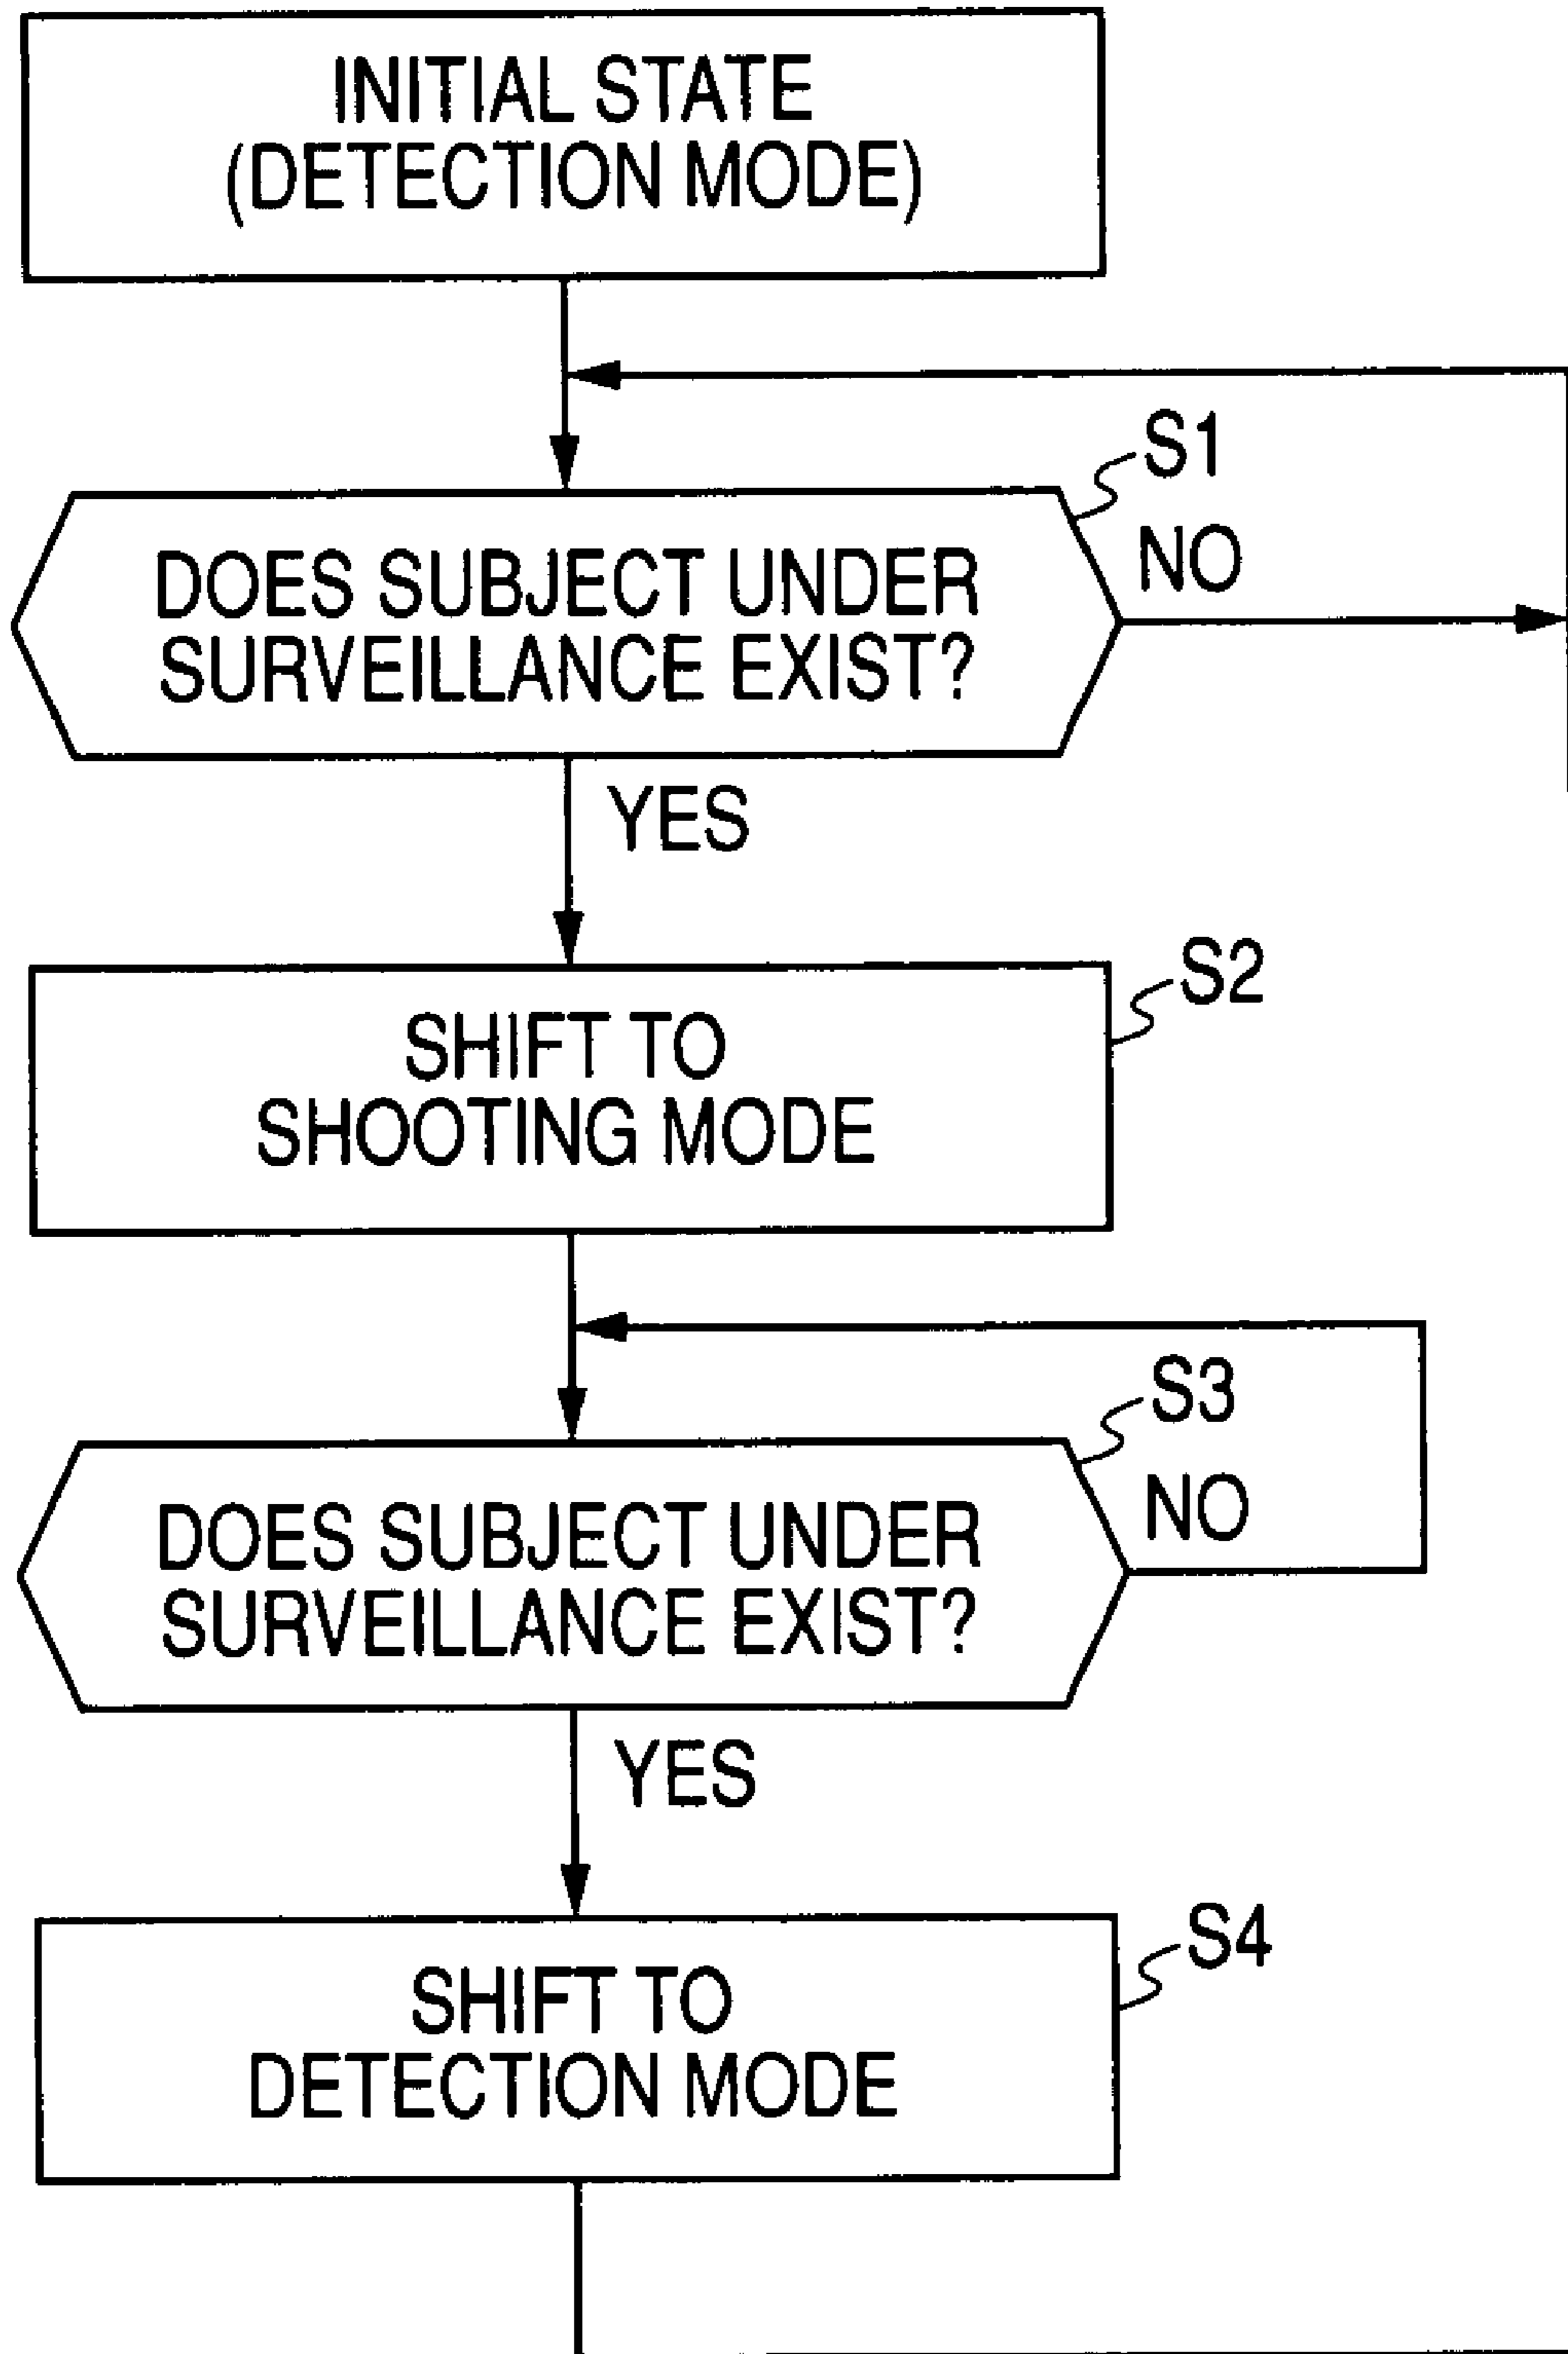 INITIAL STATE
(DETECTION MODE)
S1
DOES SUBJECT UNDER
SURVEILLANCE EXIST?
NO
YES
S2
SHIFT TO
SHOOTING MODE
S3
DOES SUBJECT UNDER
SURVEILLANCE EXIST?
NO
YES
S4
SHIFT TO
DETECTION MODE